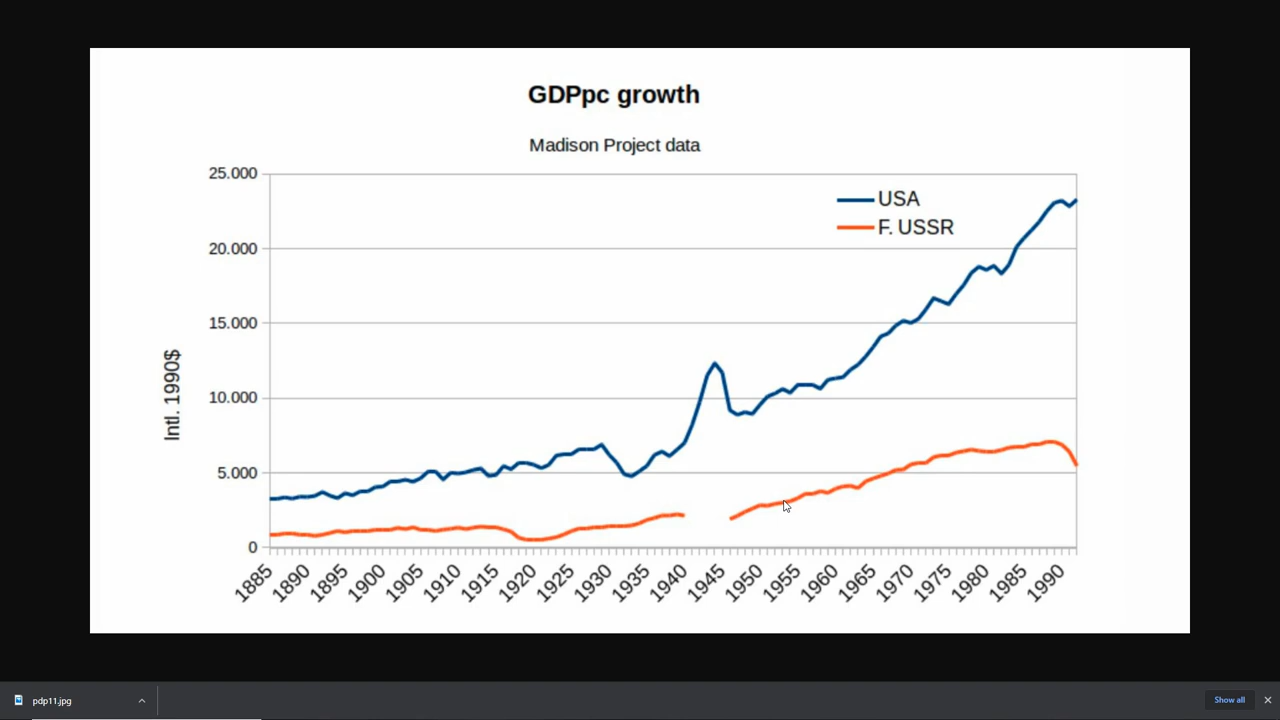 GDPpc growth
Madison Project data
25.000
20.000
15.000
10.000
5.000
0
Intl. 1990$
USA
F. USSR
1885 1890 1895 1900 1905 1910 1915 1920 1925 1930 1935 1940 1945 1950 1955 1960 1965 1970 1975 1980 1985 1990
pdp11.jpg
Show all